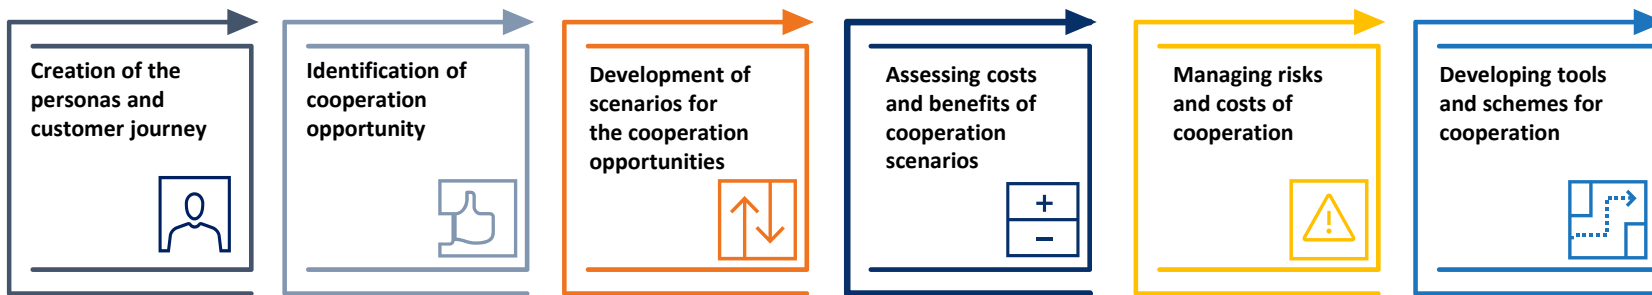 Creation of the
personas and
customer journey
Identification of
cooperation
opportunity
Development of
scenarios for
the cooperation
opportunities
Assessing costs
and benefits of
cooperation
scenarios
Managing risks
and costs of
cooperation
Developing tools
and schemes for
cooperation